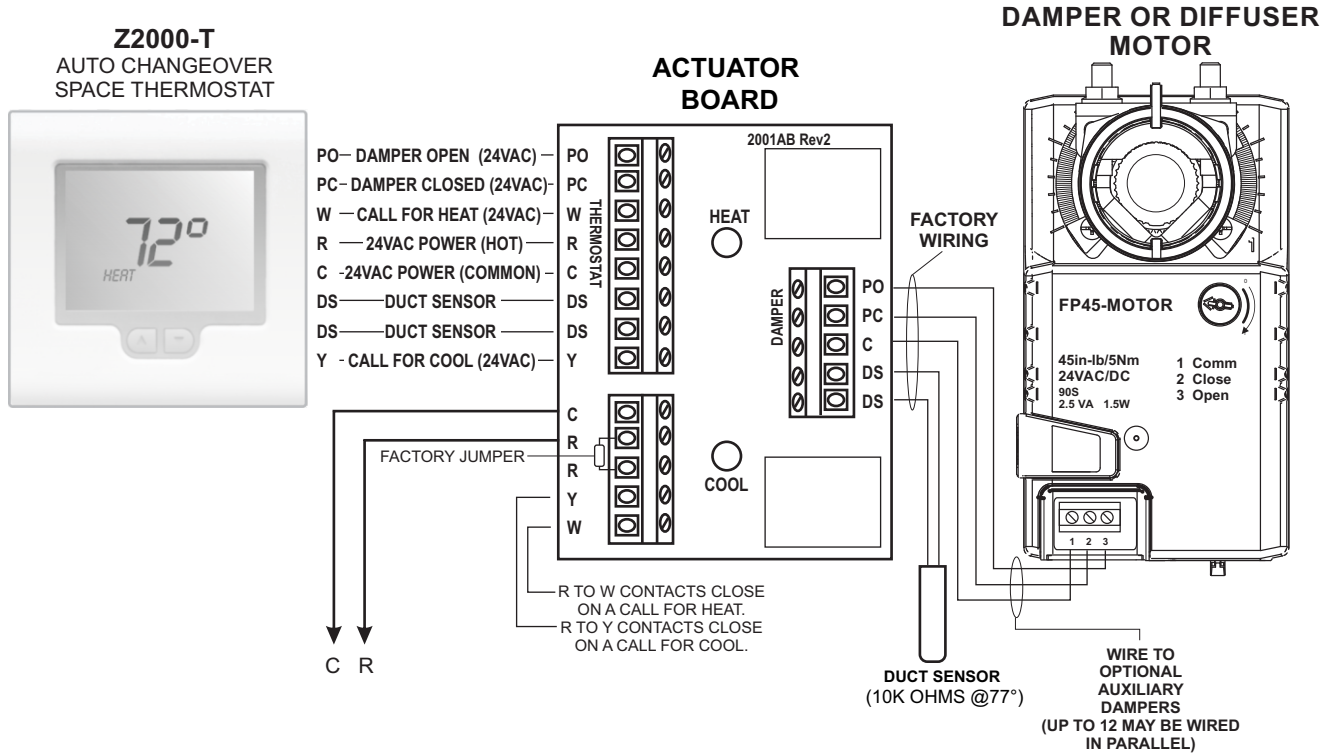 Z2000-T
AUTO CHANGEOVER
SPACE THERMOSTAT
72°
HEAT
PO DAMPER OPEN (24VAC)
PC DAMPER CLOSED (24VAC)
W CALL FOR HEAT (24VAC)
R 24VAC POWER (HOT)
C 24VAC POWER (COMMON)
DS DUCT SENSOR
DS DUCT SENSOR
Y CALL FOR COOL (24VAC)
ACTUATOR
BOARD
2001AB Rev2
PO
PC
W
R
C
DS
DS
Y
THERMOSTAT
HEAT
C
R
R
Y
W
FACTORY JUMPER
COOL
DAMPER
PO
PC
C
DS
DS
FACTORY
WIRING
R TO W CONTACTS CLOSE
ON A CALL FOR HEAT.
R TO Y CONTACTS CLOSE
ON A CALL FOR COOL.
C R
DUCT SENSOR
(10K OHMS @77°)
DAMPER OR DIFFUSER
MOTOR
FP45-MOTOR
45in-lb/5Nm
24VAC/DC
90S
2.5 VA 1.5W
1 Comm
2 Close
3 Open
1 2 3
WIRE TO
OPTIONAL
AUXILIARY
DAMPERS
(UP TO 12 MAY BE WIRED
IN PARALLEL)